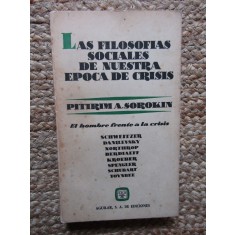 LAS FILOSOFIAS
SOCIALES
DE NUESTRA
EPOCA DE CRISIS
PITIRIM A. SOROKIN
El hombre frente a la crisis
SCHWEITZER
DANILEVSKY
NORTHROP
BERDIAEFF
KROEBER
SPENGLER
SCHUBART
TOYNBEE
AGUILAR, S. A. DE EDICIONES